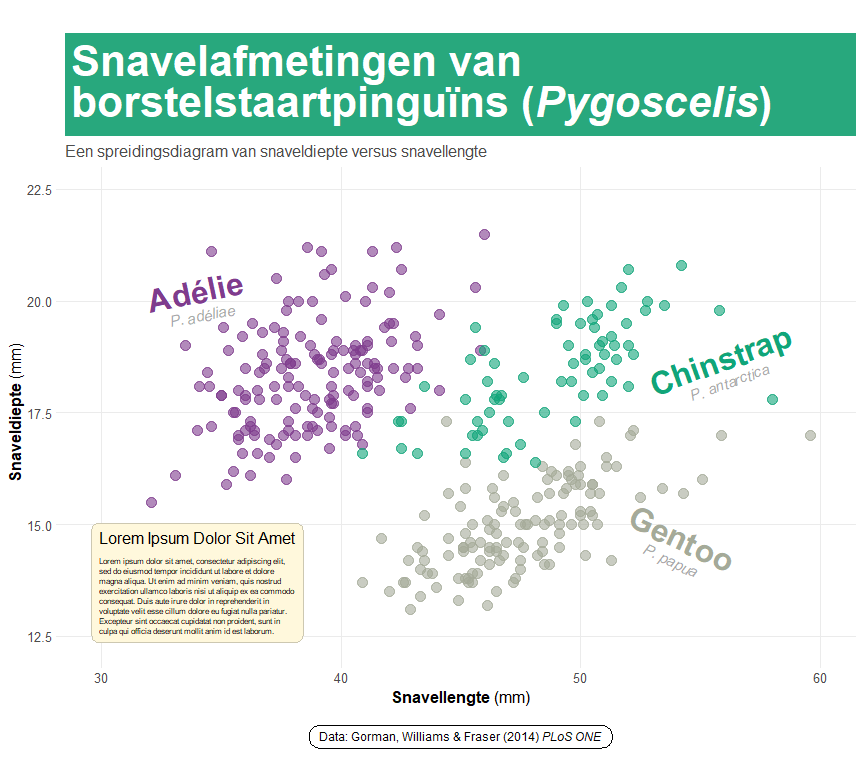 Snavelafmetingen van
borstelstaartpinguïns (Pygoscelis)
Een spreidingsdiagram van snaveldiepte versus snavellengte
22.5
20.0
17.5
15.0
12.5
Snaveldiepte (mm)
Adélie
P. adéliae
Chinstrap
P. antarctica
Gentoo
P. papua
Lorem Ipsum Dolor Sit Amet
Lorem ipsum dolor sit amet, consectetur adipiscing elit,
sed do eiusmod tempor incididunt ut labore et dolore
magna aliqua. Ut enim ad minim veniam, quis nostrud
exercitation ullamco laboris nisi ut aliquip ex ea commodo
consequat. Duis aute irure dolor in reprehenderit in
voluptate velit esse cillum dolore eu fugiat nulla pariatur.
Excepteur sint occaecat cupidatat non proident, sunt in
culpa qui officia deserunt mollit anim id est laborum.
30
40
50
60
Snavellengte (mm)
Data: Gorman, Williams & Fraser (2014) PLoS ONE